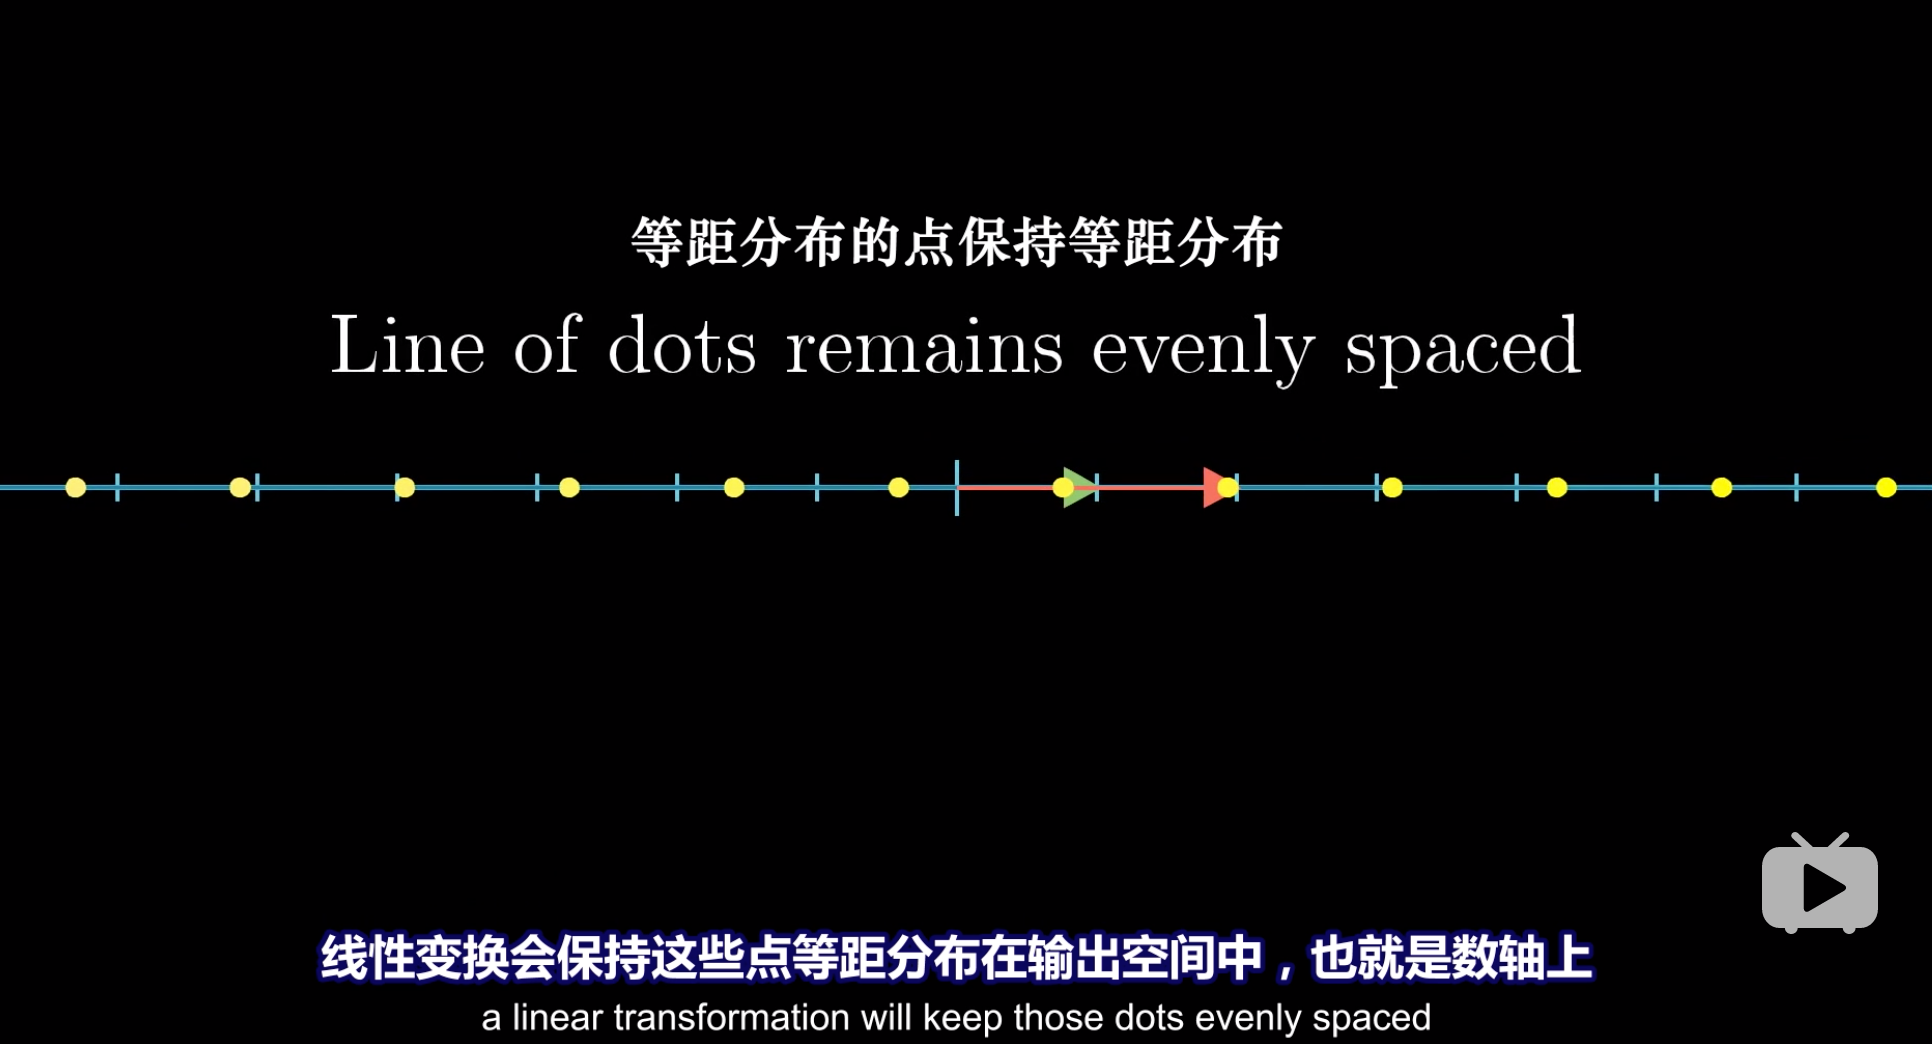 等距分布的点保持等距分布
Line of dots remains evenly spaced
线性变换会保持这些点等距分布在输出空间中，也就是数轴上
a linear transformation will keep those dots evenly spaced